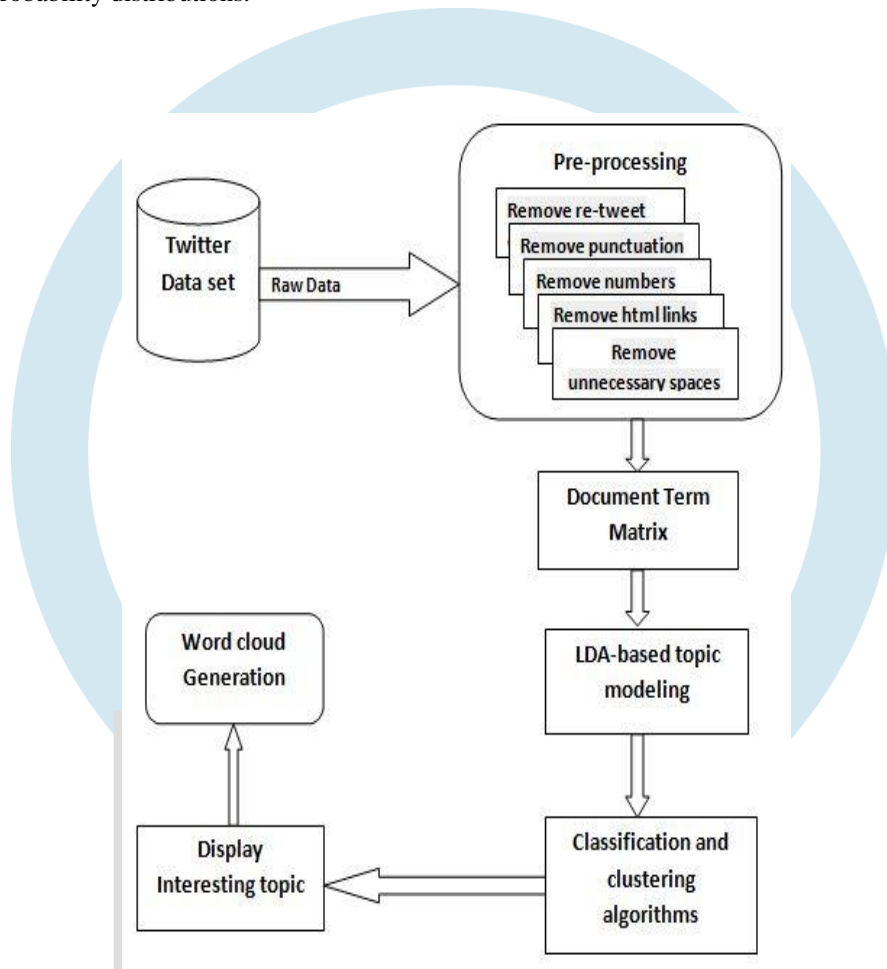 probability distributions.
Pre-processing
Remove re-tweet
Remove punctuation
Remove numbers
Remove html links
Remove
unnecessary spaces
Twitter
Data set
Raw Data
Document Term
Matrix
LDA-based topic
modeling
Classification and
clustering
algorithms
Display
Interesting topic
Word cloud
Generation